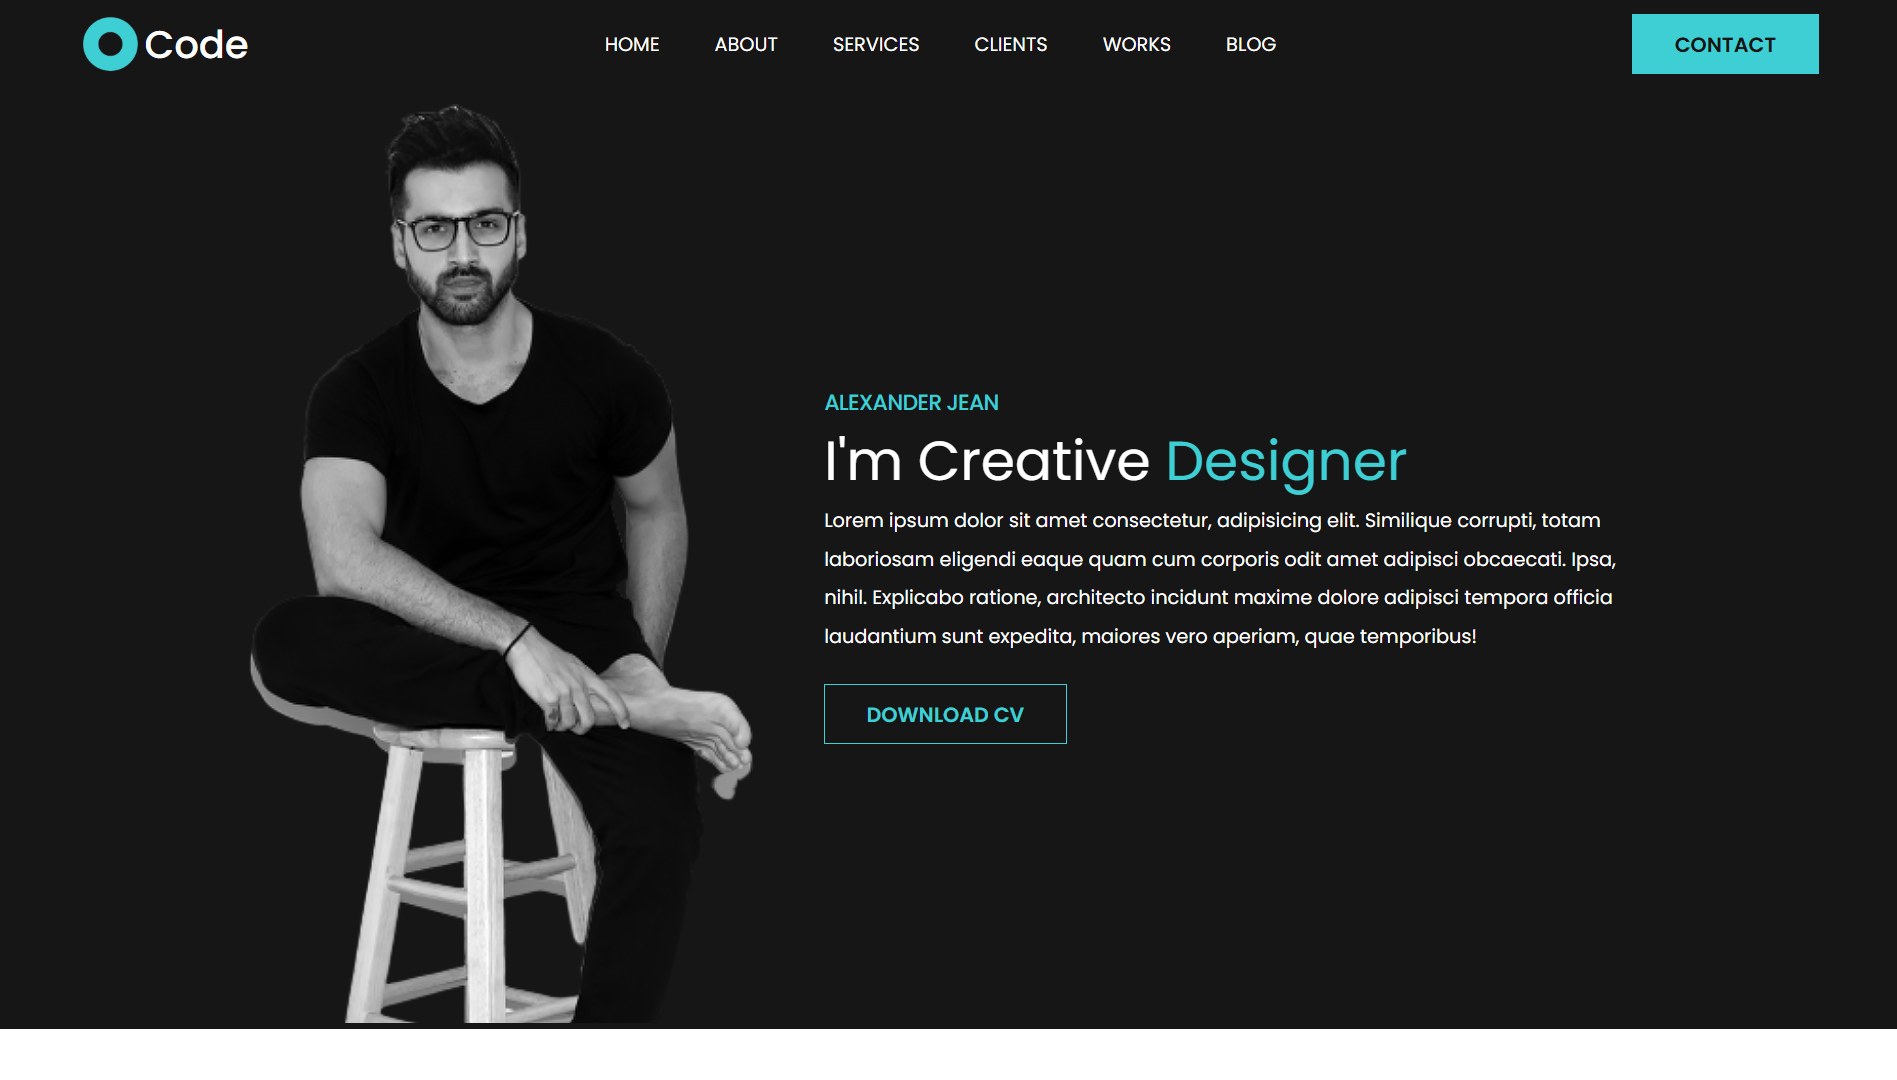 Code
HOME ABOUT SERVICES CLIENTS WORKS BLOG
CONTACT
ALEXANDER JEAN
I'm Creative Designer
Lorem ipsum dolor sit amet consectetur, adipisicing elit. Similique corrupti, totam
laboriosam eligendi eaque quam cum corporis odit amet adipisci obcaecati. Ipsa,
nihil. Explicabo ratione, architecto incidunt maxime dolore adipisci tempora officia
laudantium sunt expedita, maiores vero aperiam, quae temporibus!
DOWNLOAD CV